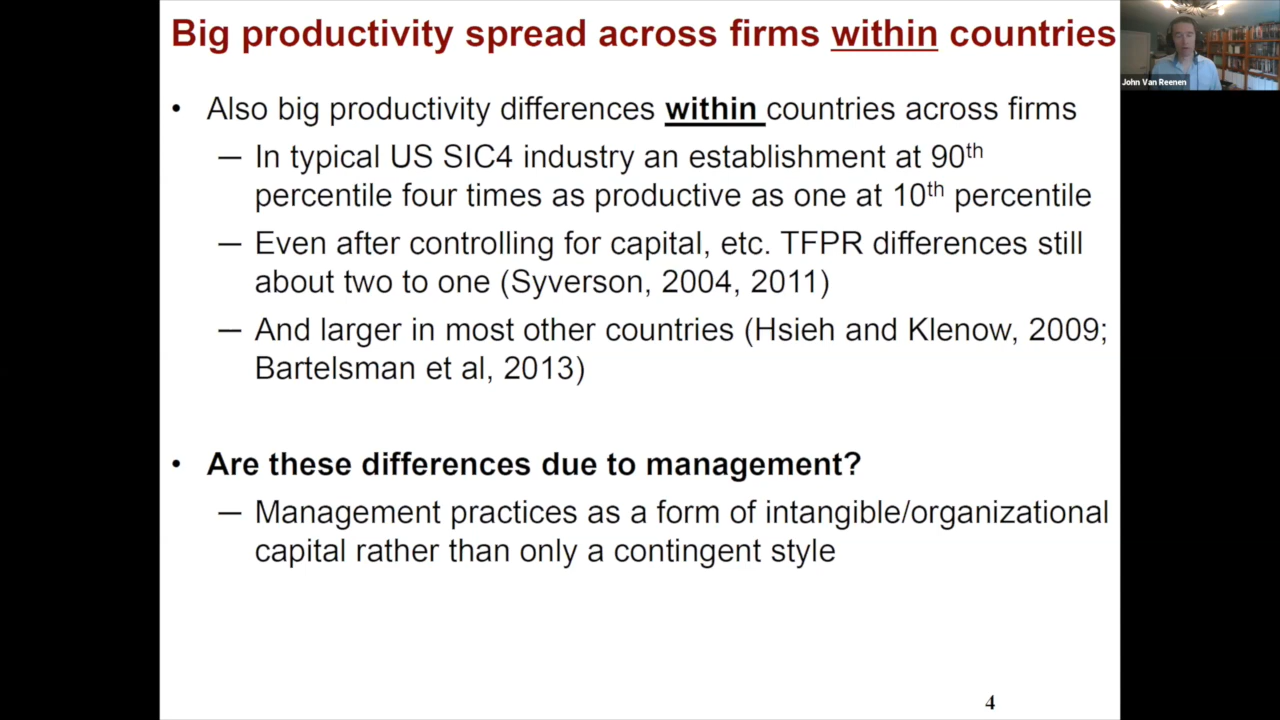 Big productivity spread across firms within countries
John Van Reenen
• Also big productivity differences within countries across firms
– In typical US SIC4 industry an establishment at 90th
percentile four times as productive as one at 10th percentile
– Even after controlling for capital, etc. TFPR differences still
about two to one (Syverson, 2004, 2011)
– And larger in most other countries (Hsieh and Klenow, 2009;
Bartelsman et al, 2013)
• Are these differences due to management?
– Management practices as a form of intangible/organizational
capital rather than only a contingent style
4